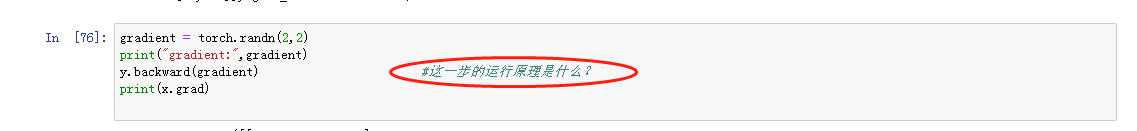 In [76]:
gradient = torch.randn(2,2)
print("gradient:",gradient)
y.backward(gradient) #这一步的运行原理是什么?
print(x.grad)